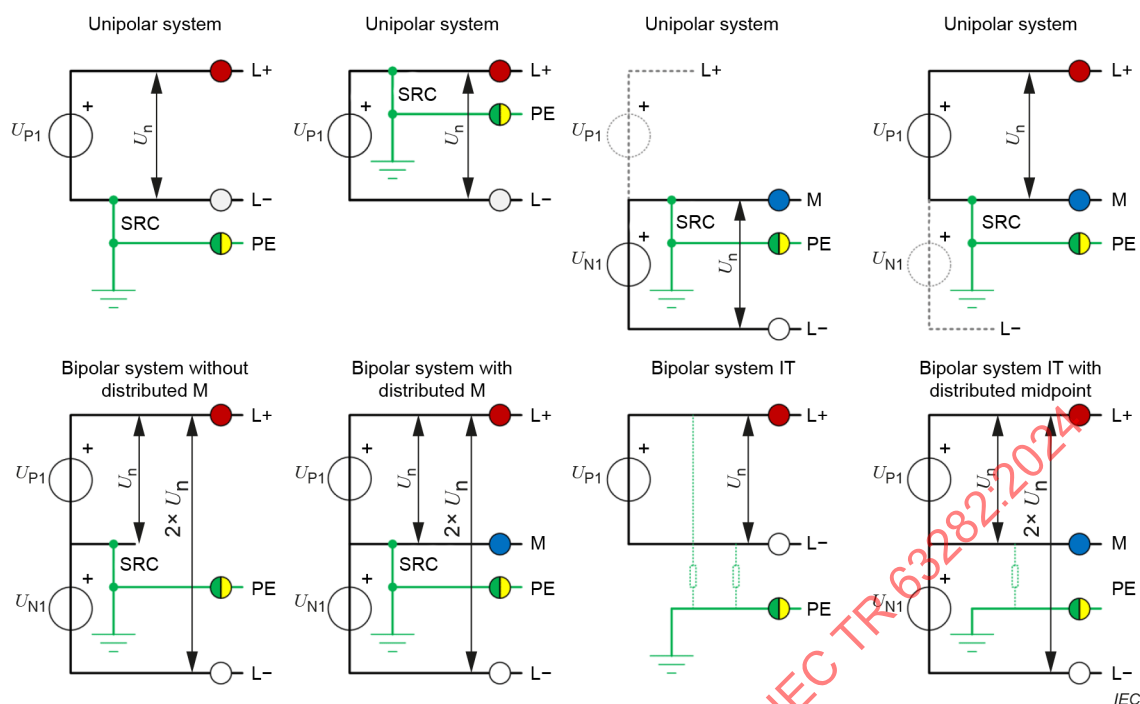 Unipolar system
L+
+
UP1
Un
L−
SRC
PE
Unipolar system
L+
SRC
+
PE
UP1
Un
L−
Unipolar system
L+
+
UP1
M
SRC
+
PE
UN1
Un
L−
Unipolar system
L+
+
UP1
Un
M
SRC
+
PE
UN1
L−
Bipolar system without
distributed M
L+
+
UP1
Un
2× Un
SRC
+
PE
UN1
L−
Bipolar system with
distributed M
L+
+
UP1
Un
2× Un
M
SRC
+
PE
UN1
L−
Bipolar system IT
L+
+
UP1
Un
L−
PE
Bipolar system IT with
distributed midpoint
L+
+
UP1
Un
2× Un
M
+
PE
UN1
L−
IEC TR 63282:2024
IEC